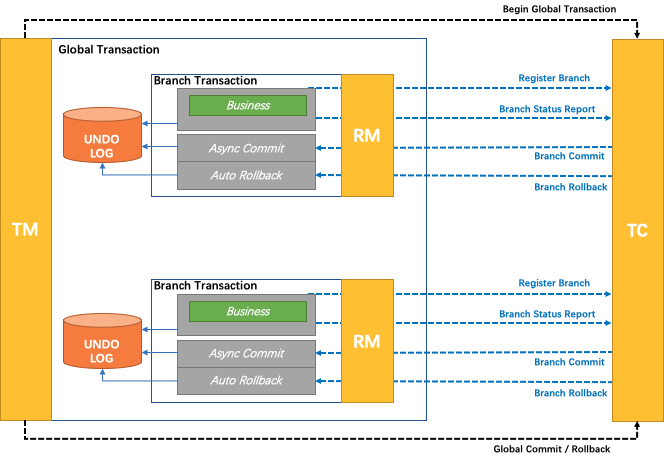 Begin Global Transaction
Global Transaction
Branch Transaction
Register Branch
Business
Branch Status Report
UNDO
LOG
RM
Async Commit
Branch Commit
Auto Rollback
Branch Rollback
TM
TC
Branch Transaction
Register Branch
Business
Branch Status Report
UNDO
LOG
RM
Async Commit
Branch Commit
Auto Rollback
Branch Rollback
Global Commit / Rollback